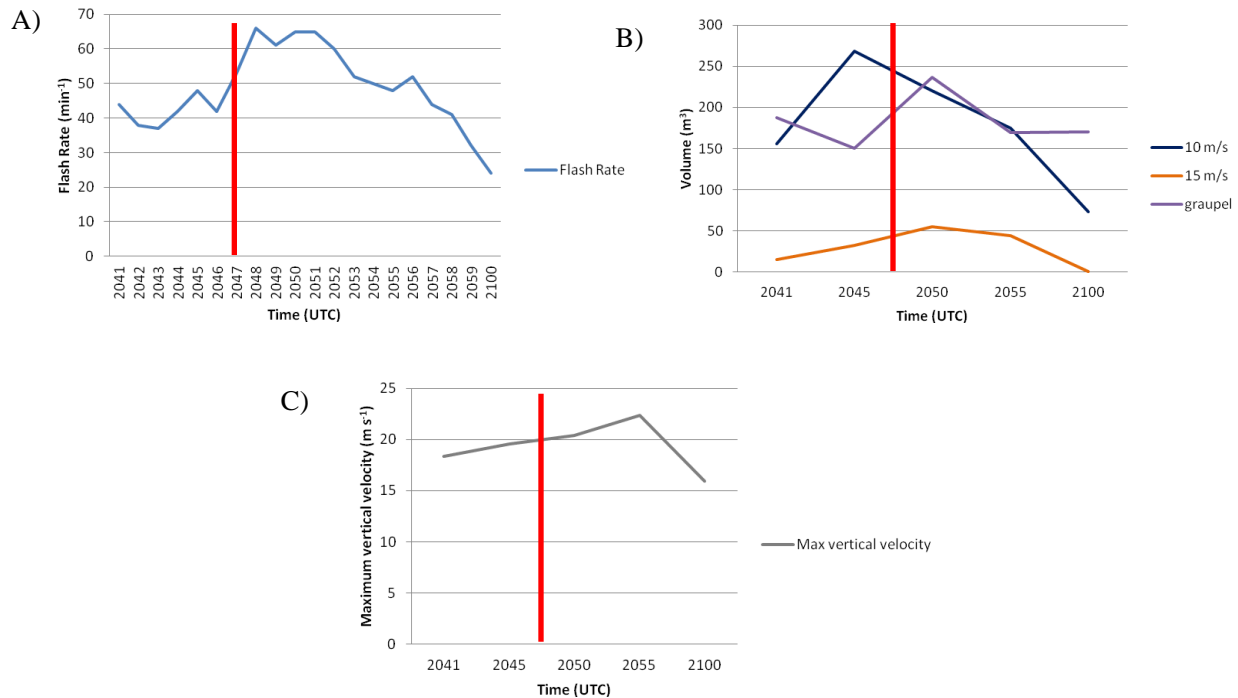 A)
Flash Rate (min⁻¹)
70
60
50
40
30
20
10
0
2041
2042
2043
2044
2045
2046
2047
2048
2049
2050
2051
2052
2053
2054
2055
2056
2057
2058
2059
2100
Time (UTC)
Flash Rate
B)
Volume (m³)
300
250
200
150
100
50
0
2041 2045 2050 2055 2100
Time (UTC)
10 m/s
15 m/s
graupel
C)
Maximum vertical velocity (m s⁻¹)
25
20
15
10
5
0
2041 2045 2050 2055 2100
Time (UTC)
Max vertical velocity